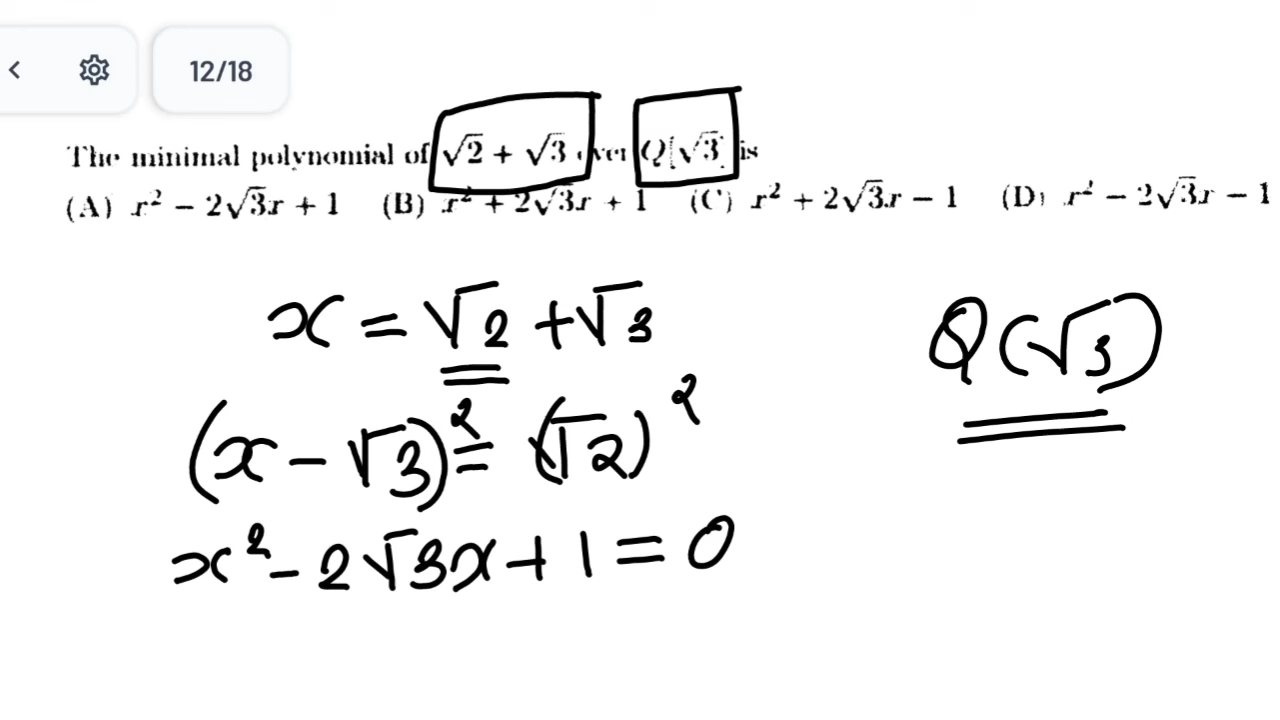 12/18
The minimal polynomial of √2 + √3 over Q[√3] is
(A) x² − 2√3x + 1 (B) x² + 2√3x + 1 (C) x² + 2√3x − 1 (D) x² − 2√3x − 1
x = √2 + √3 Q(√3)
(x − √3)² = (√2)²
x² − 2√3x + 1 = 0